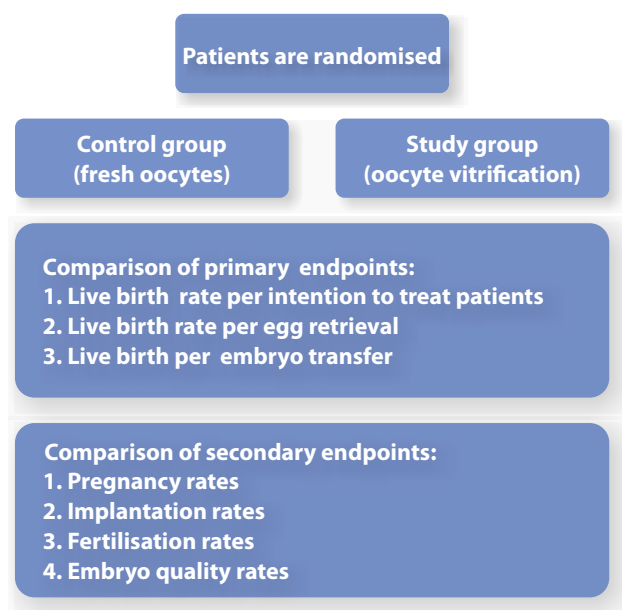 Patients are randomised
Control group
(fresh oocytes)
Study group
(oocyte vitrification)
Comparison of primary endpoints:
1. Live birth rate per intention to treat patients
2. Live birth rate per egg retrieval
3. Live birth per embryo transfer
Comparison of secondary endpoints:
1. Pregnancy rates
2. Implantation rates
3. Fertilisation rates
4. Embryo quality rates